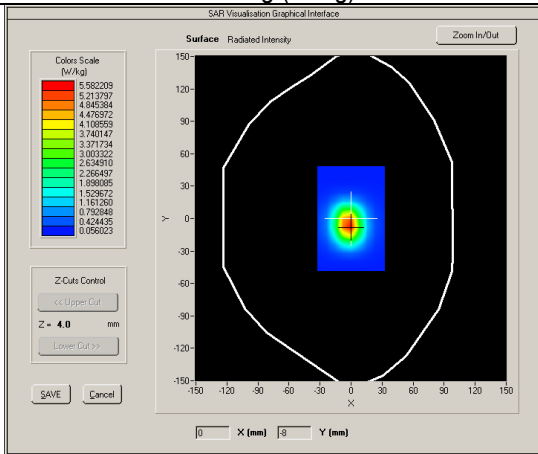 SAR Visualisation Graphical Interface
Surface Radiated Intensity
Zoom In/Out
Colors Scale
(W/kg)
5.582209
5.213797
4.845384
4.476972
4.108559
3.740147
3.371734
3.003322
2.634910
2.266497
1.898085
1.529672
1.161260
0.792848
0.424435
0.056023
Z-Cuts Control
<< Upper Cut
Z = 4.0 mm
Lower Cut >>
SAVE Cancel
150-
120-
90-
60-
30-
Y 0-
-30-
-60-
-90-
-120-
-150-
-150 -120 -90 -60 -30 0 30 60 90 120 150
X
0 X (mm) -8 Y (mm)